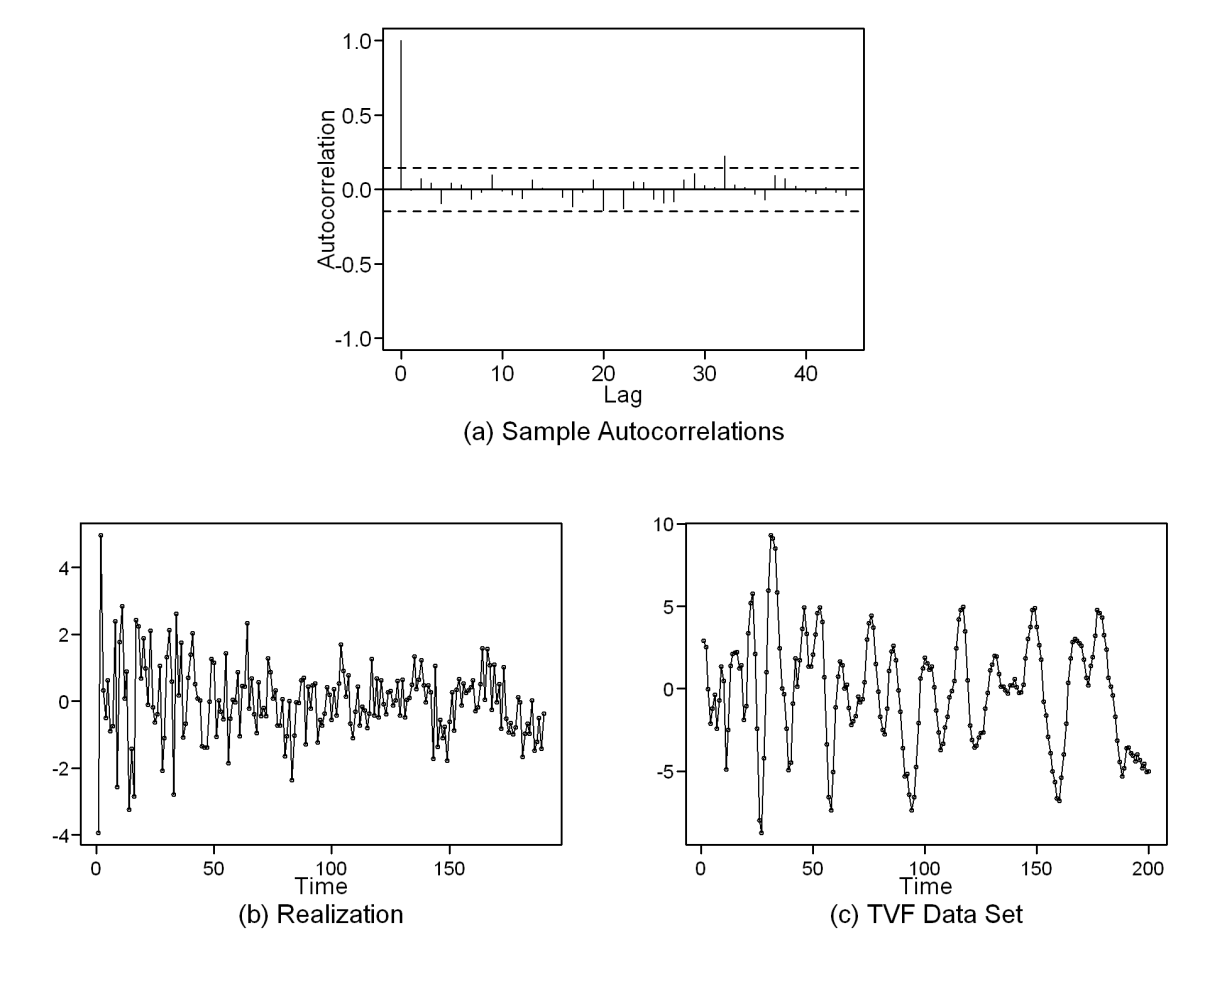 1.0
0.5
0.0
-0.5
-1.0
Autocorrelation
0 10 20 30 40
Lag
(a) Sample Autocorrelations
4
2
0
-2
-4
0 50 100 150
Time
(b) Realization
10
5
0
-5
0 50 100 150 200
Time
(c) TVF Data Set